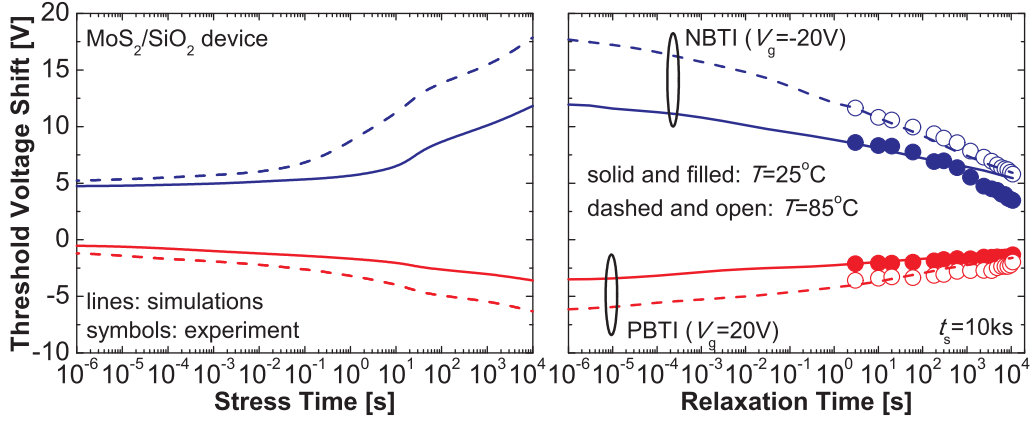 Threshold Voltage Shift [V]
20
15
10
5
0
-5
-10
MoS₂/SiO₂ device
lines: simulations
symbols: experiment
10⁻⁶ 10⁻⁵ 10⁻⁴ 10⁻³ 10⁻² 10⁻¹ 10⁰ 10¹ 10² 10³ 10⁴
Stress Time [s]
NBTI (V_g=-20V)
solid and filled: T=25°C
dashed and open: T=85°C
PBTI (V_g=20V)
t_s=10ks
10⁻⁶ 10⁻⁵ 10⁻⁴ 10⁻³ 10⁻² 10⁻¹ 10⁰ 10¹ 10² 10³ 10⁴
Relaxation Time [s]